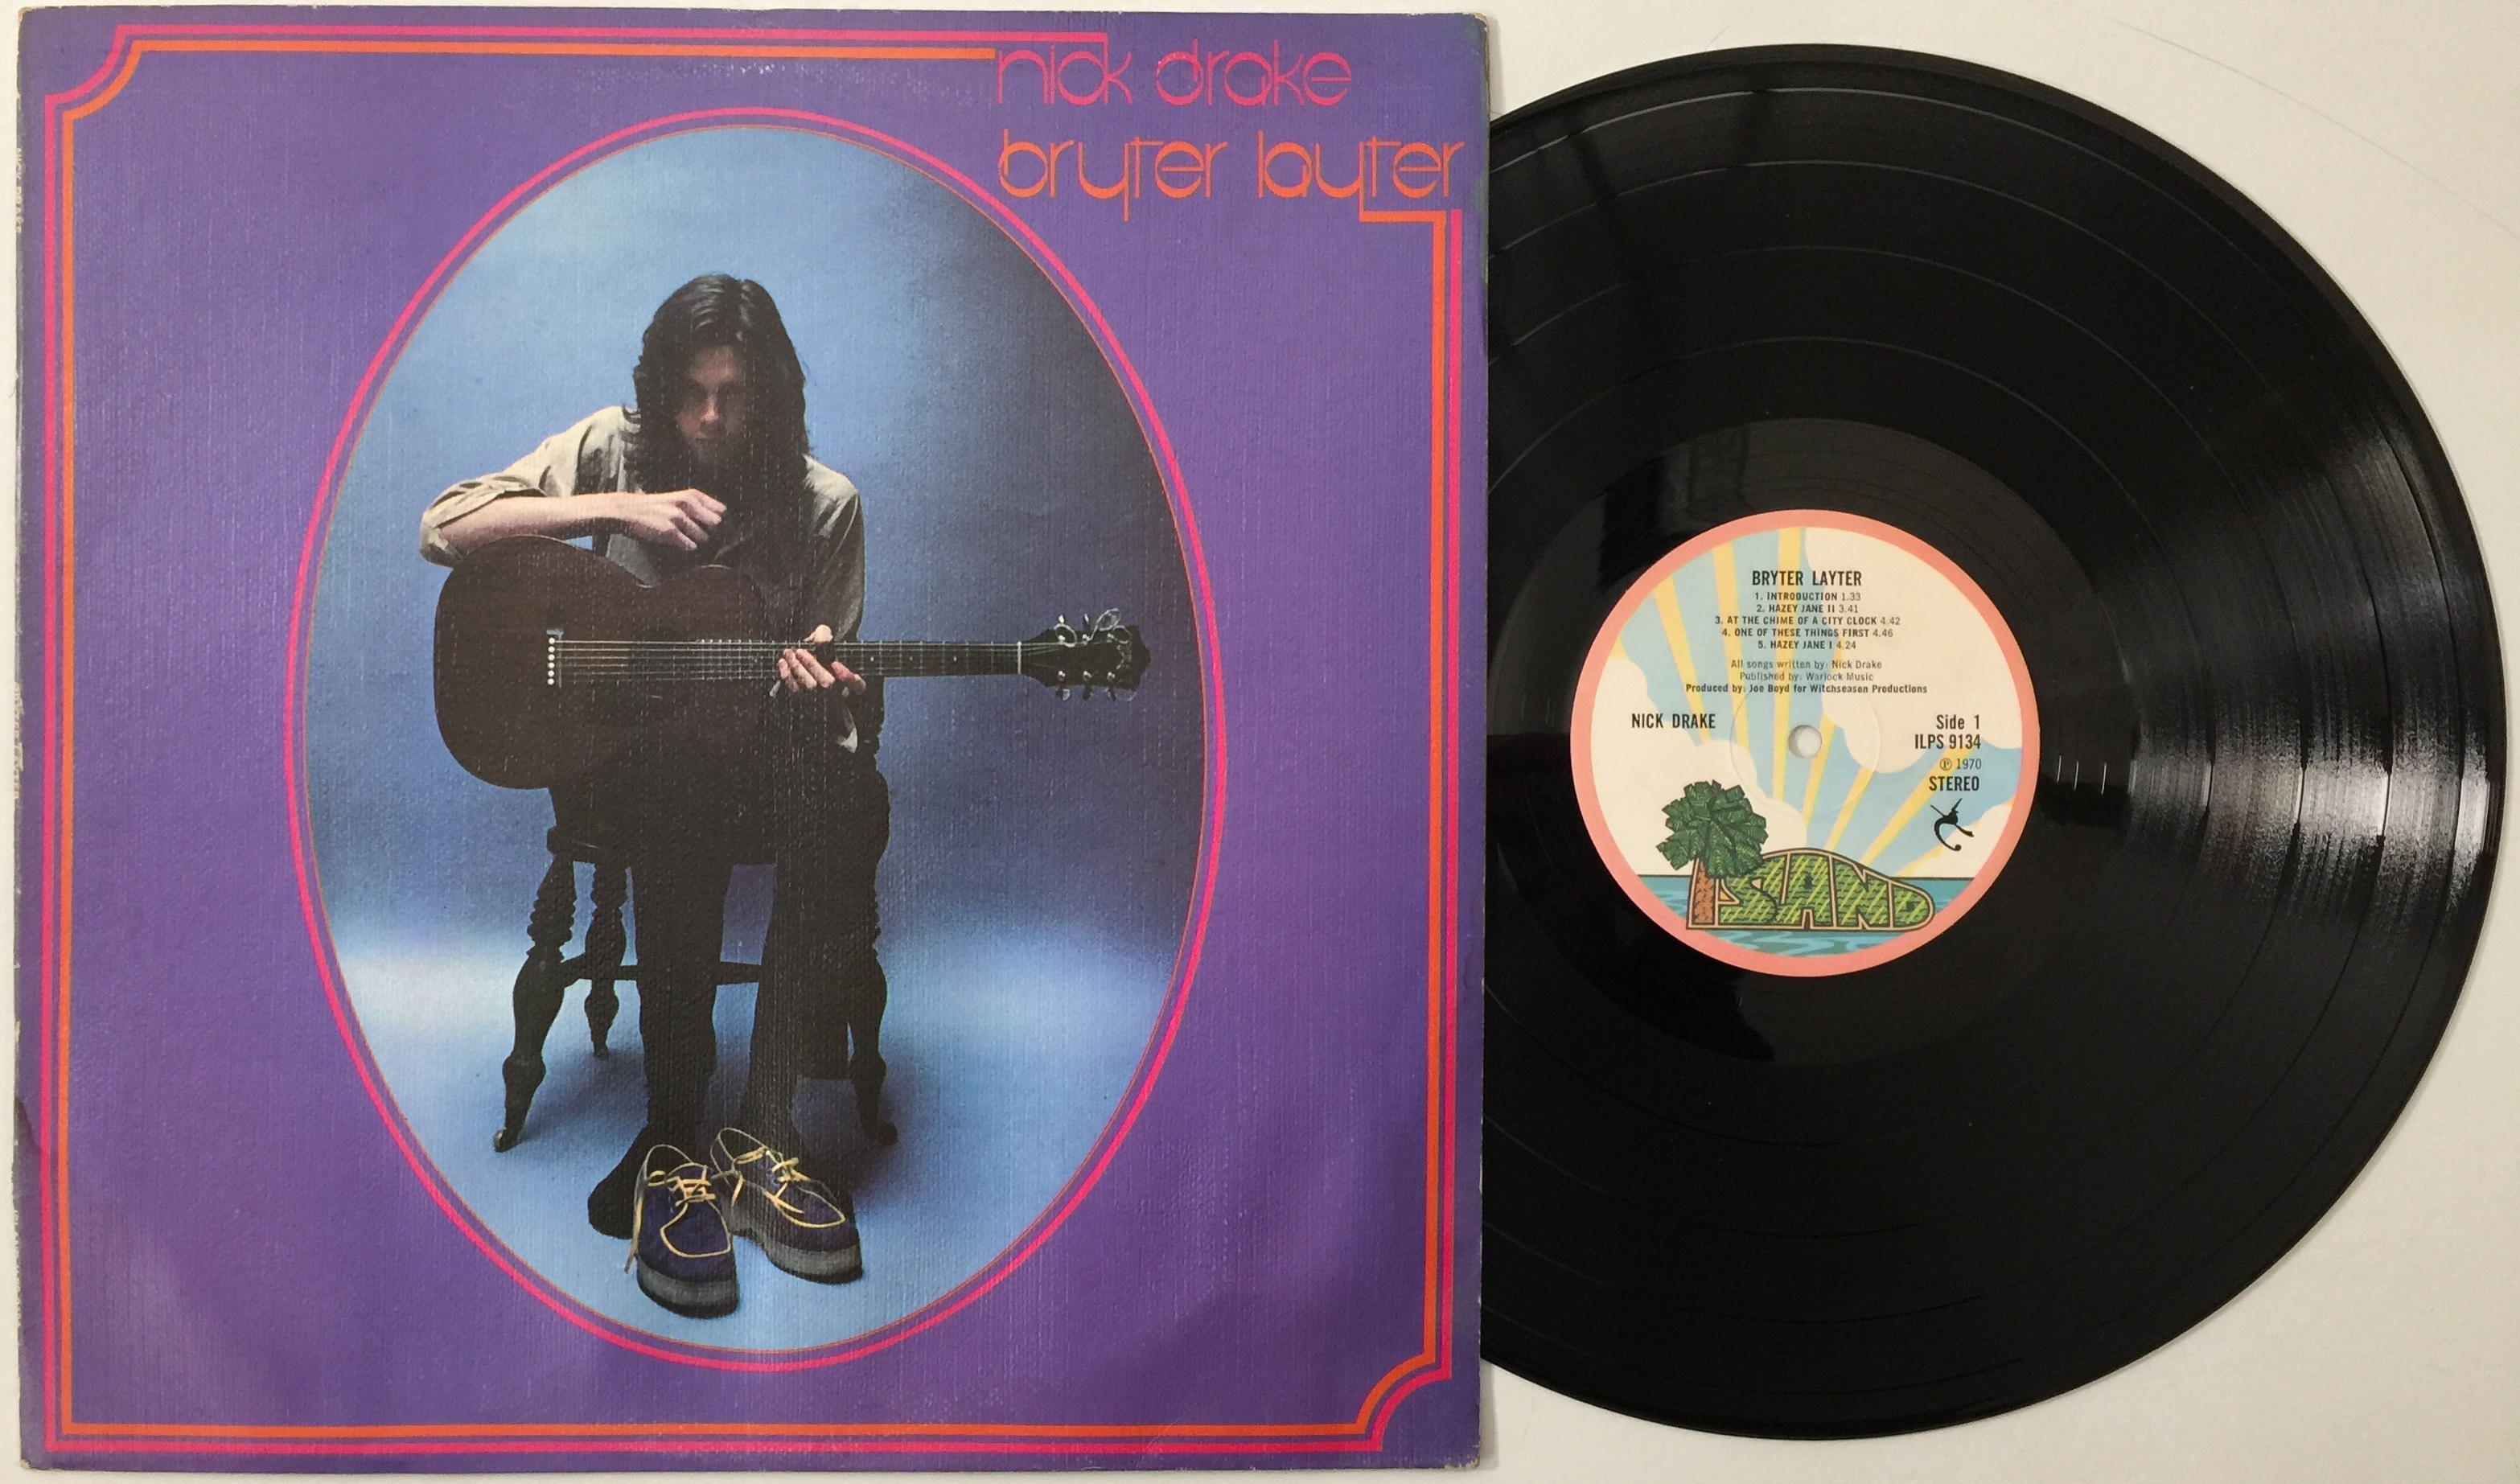 nick drake
bryter layter
BRYTER LAYTER
1. INTRODUCTION 1.33
2. HAZEY JANE II 3.41
3. AT THE CHIME OF A CITY CLOCK 4.42
4. ONE OF THESE THINGS FIRST 4.46
5. HAZEY JANE I 4.24
All songs written by: Nick Drake
Published by: Warlock Music
Produced by: Joe Boyd for Witchseason Productions
NICK DRAKE
Side 1
ILPS 9134
℗ 1970
STEREO
ISLAND